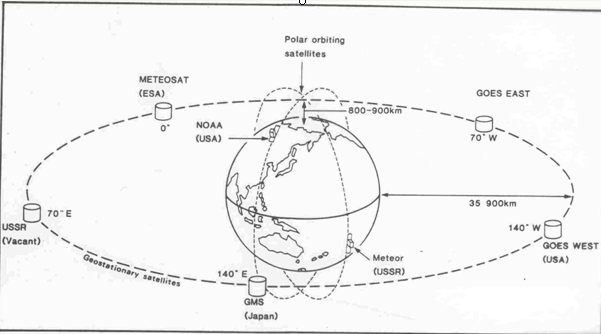 Polar orbiting
satellites
METEOSAT
(ESA)
0°
GOES EAST
70°W
800-900km
NOAA
(USA)
35 900km
70°E
USSR
(Vacant)
140°W
GOES WEST
(USA)
Meteor
(USSR)
Geostationary satellites
140°E
GMS
(Japan)